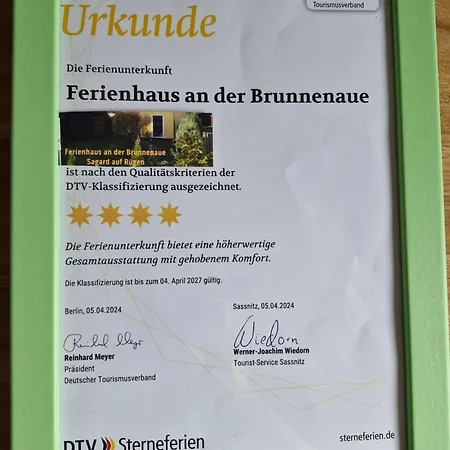 Tourismusverband
Urkunde
Die Ferienunterkunft
Ferienhaus an der Brunnenaue
Ferienhaus an der Brunnenaue
Sagard auf Rügen
ist nach den Qualitätskriterien der
DTV-Klassifizierung ausgezeichnet.
Die Ferienunterkunft bietet eine höherwertige
Gesamtausstattung mit gehobenem Komfort.
Die Klassifizierung ist bis zum 04. April 2027 gültig.
Berlin, 05.04.2024
Sassnitz, 05.04.2024
Reinhard Meyer
Wiedorn
Reinhard Meyer
Präsident
Deutscher Tourismusverband
Werner-Joachim Wiedorn
Tourist-Service Sassnitz
DTV Sterneferien
sterneferien.de